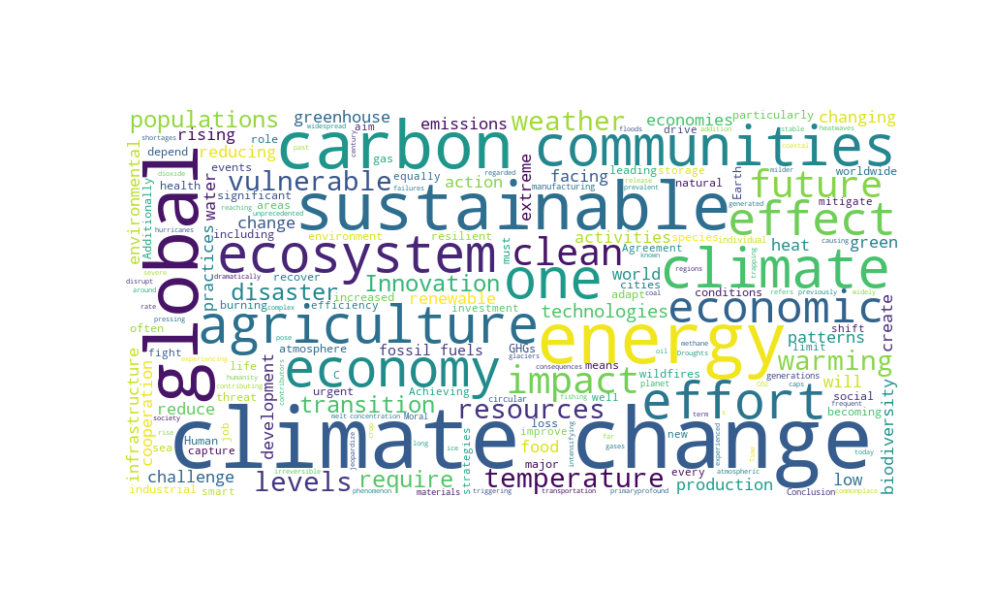 populations
greenhouse
widespread
aim
emissions
weather
floods
economies
particularly
changing
shortages
rising
role
past
century
carbon
communities
drive
addition
stable
heatwaves
coastal
environmental
Additionally
depend
reducing
gas
regarded
leading
release
storage
worldwide
dioxide
health
events
water
vulnerable
equally
failures
action
extreme
facing
manufacturing
prevalent
natural
Earth
milder
future
mitigate
reaching
significant
areas
unprecedented
sustainable
generated
effect
global
hurricanes
practices
change
including
environment
resilient
must
activities
species
individual
causing
heat
green
severe
ecosystem
clean
Agreement
known
trapping
climate
disrupt
dramatically
recover
Innovation
world
regions
refers
previously
widely
around
disaster
increased
renewable
one
adapt
cities
coal
conditions
rate
burning
complex
efficiency
investment
technologies
economic
shift
create
pressing
often
agriculture
pose
energy
patterns
infrastructure
cooperation
fight
experiencing
life
humanity
contributing
threat
development
atmosphere
contributors
fossil fuels
GHGs
glaciers
consequences
means
oil
Droughts
methane
wildfires
planet
generations
caps
CO2
warming
will
social
becoming
biodiversity
economy
urgent
C
Achieving
impact
circular
fishing
well
effort
reduce
society
job
transition
melt
concentration
Moral
resources
loss
term
new
experienced
limit
today
sea
rise
Human
capture
climate change
jeopardize
crop
long
ice
strategies
improve
food
intensifying
far
gases
major
every
atmospheric
time
frequent
challenge
industrial
smart
phenomenon
levels
irreversible
materials
require
triggering
temperature
transportation
primary
profound
production
Conclusion
low
commonplace